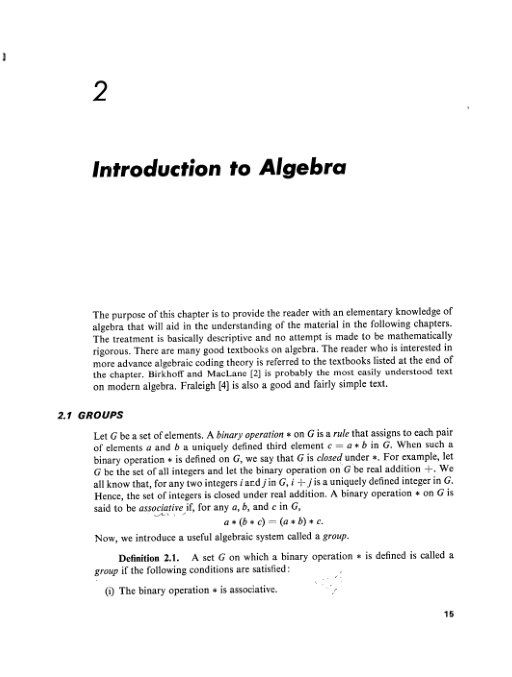 2
Introduction to Algebra
The purpose of this chapter is to provide the reader with an elementary knowledge of
algebra that will aid in the understanding of the material in the following chapters.
The treatment is basically descriptive and no attempt is made to be mathematically
rigorous. There are many good textbooks on algebra. The reader who is interested in
more advance algebraic coding theory is referred to the textbooks listed at the end of
the chapter. Birkhoff and MacLane [2] is probably the most easily understood text
on modern algebra. Fraleigh [4] is also a good and fairly simple text.
2.1 GROUPS
Let G be a set of elements. A binary operation * on G is a rule that assigns to each pair
of elements a and b a uniquely defined third element c = a * b in G. When such a
binary operation * is defined on G, we say that G is closed under *. For example, let
G be the set of all integers and let the binary operation on G be real addition +. We
all know that, for any two integers i and j in G, i + j is a uniquely defined integer in G.
Hence, the set of integers is closed under real addition. A binary operation * on G is
said to be associative if, for any a, b, and c in G,
a * (b * c) = (a * b) * c.
Now, we introduce a useful algebraic system called a group.
Definition 2.1. A set G on which a binary operation * is defined is called a
group if the following conditions are satisfied:
(i) The binary operation * is associative.
15